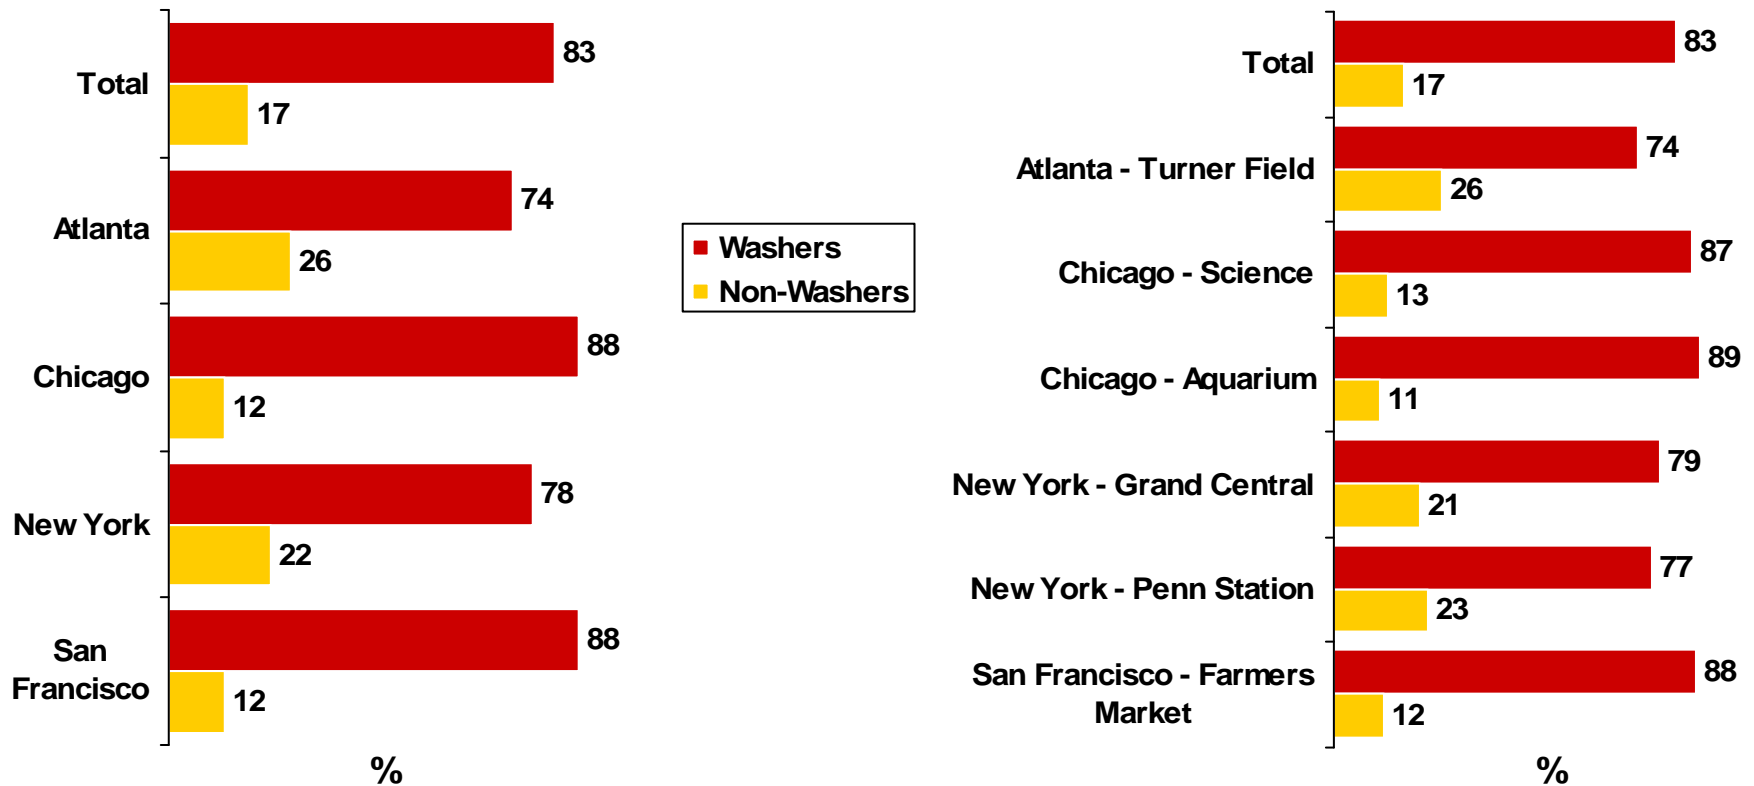 Total
83
17
Atlanta
74
26
Chicago
88
12
New York
78
22
San
Francisco
88
12
%
Washers
Non-Washers
Total
83
17
Atlanta - Turner Field
74
26
Chicago - Science
87
13
Chicago - Aquarium
89
11
New York - Grand Central
79
21
New York - Penn Station
77
23
San Francisco - Farmers
Market
88
12
%